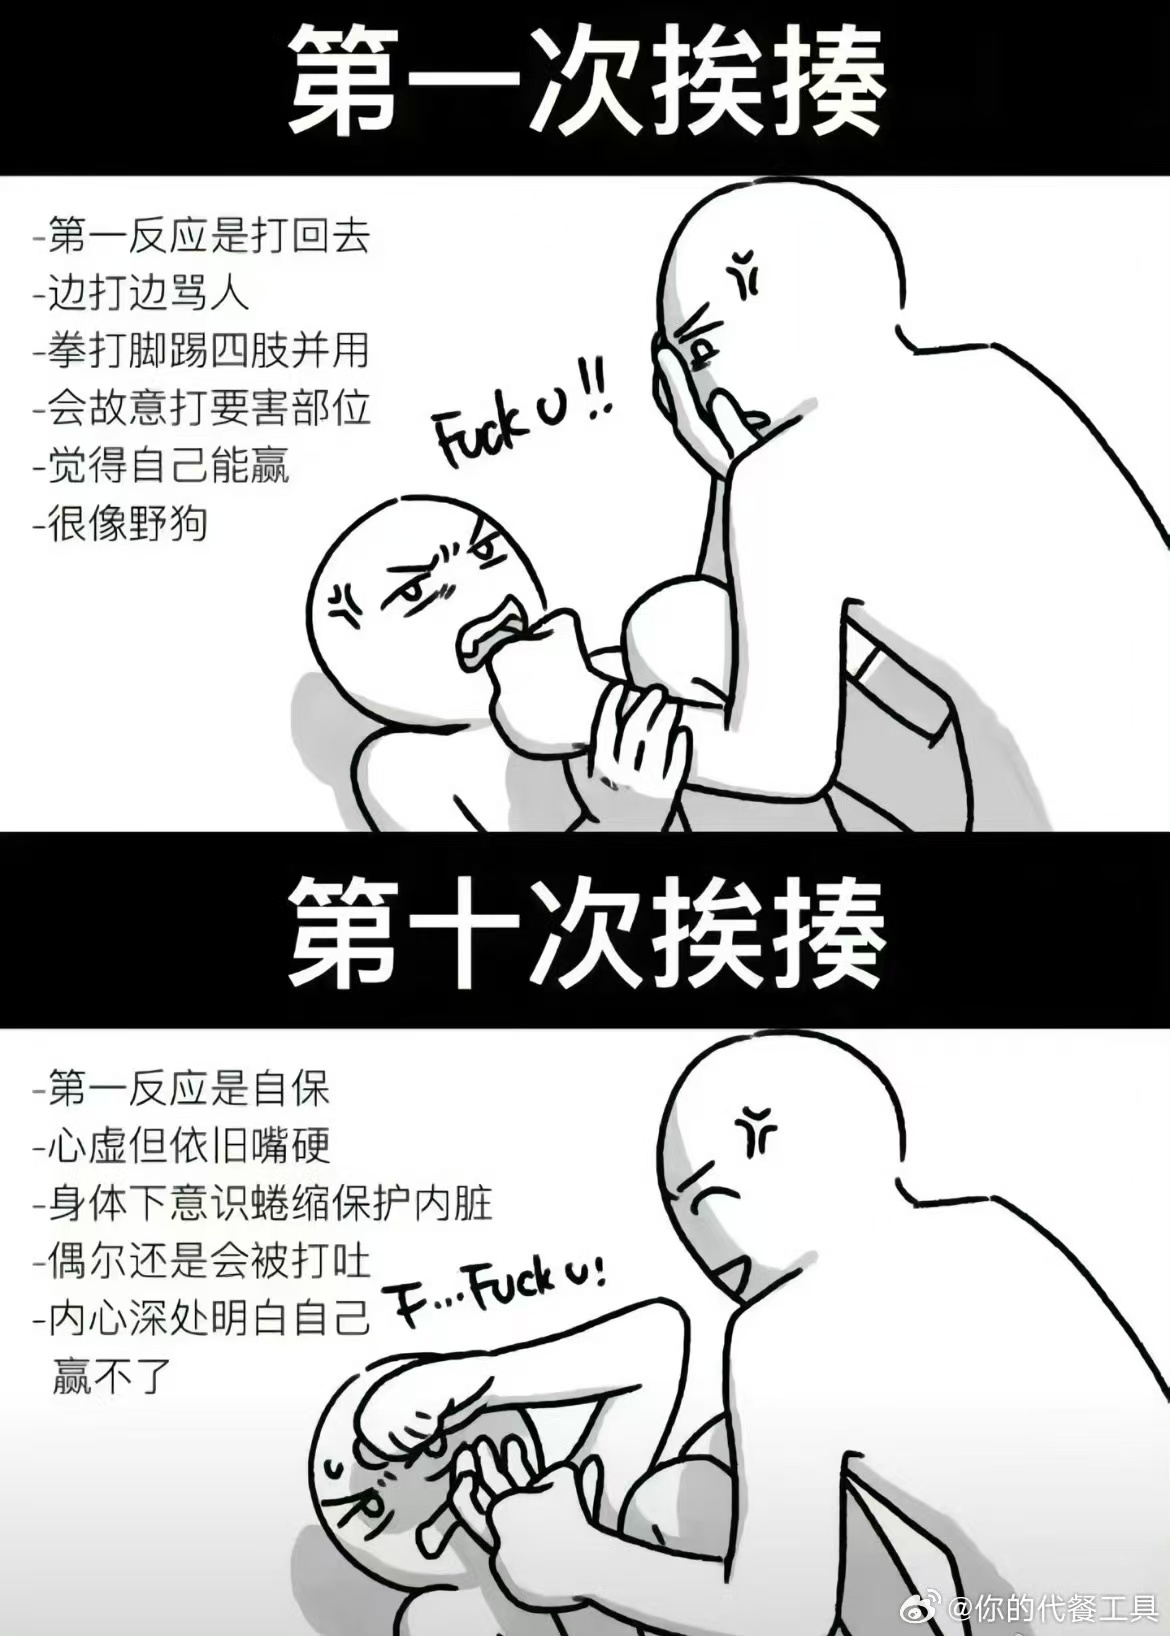 第一次挨揍
-第一反应是打回去
-边打边骂人
-拳打脚踢四肢并用
-会故意打要害部位
-觉得自己能赢
-很像野狗
Fuck u!!
第十次挨揍
-第一反应是自保
-心虚但依旧嘴硬
-身体下意识蜷缩保护内脏
-偶尔还是会被打吐
-内心深处明白自己
赢不了
F...Fuck u!
@你的代餐工具